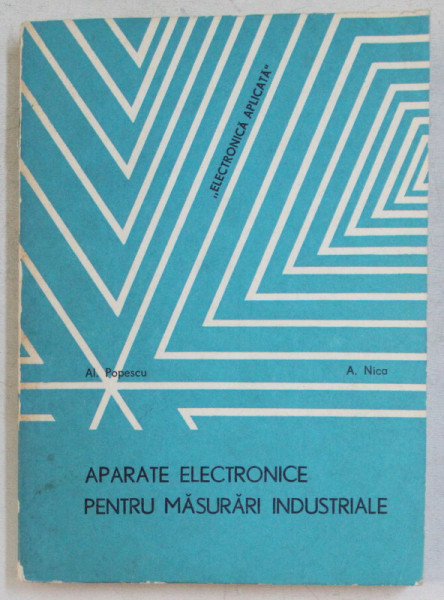 „ELECTRONICA APLICATĂ"
Al. Popescu
A. Nica
APARATE ELECTRONICE
PENTRU MĂSURĂRI INDUSTRIALE